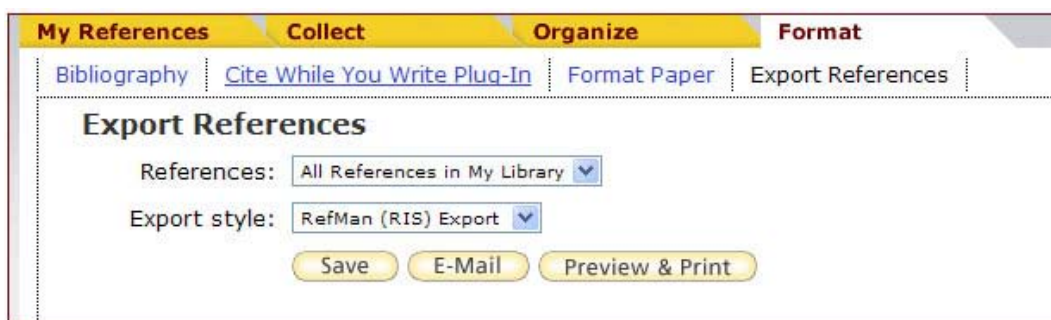 My References Collect Organize Format
Bibliography Cite While You Write Plug-In Format Paper Export References
Export References
References: All References in My Library
Export style: RefMan (RIS) Export
Save E-Mail Preview & Print